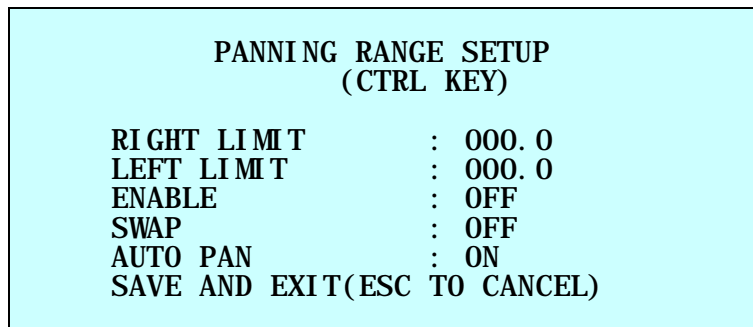 PANNING RANGE SETUP
(CTRL KEY)
RIGHT LIMIT : 000.0
LEFT LIMIT : 000.0
ENABLE : OFF
SWAP : OFF
AUTO PAN : ON
SAVE AND EXIT(ESC TO CANCEL)